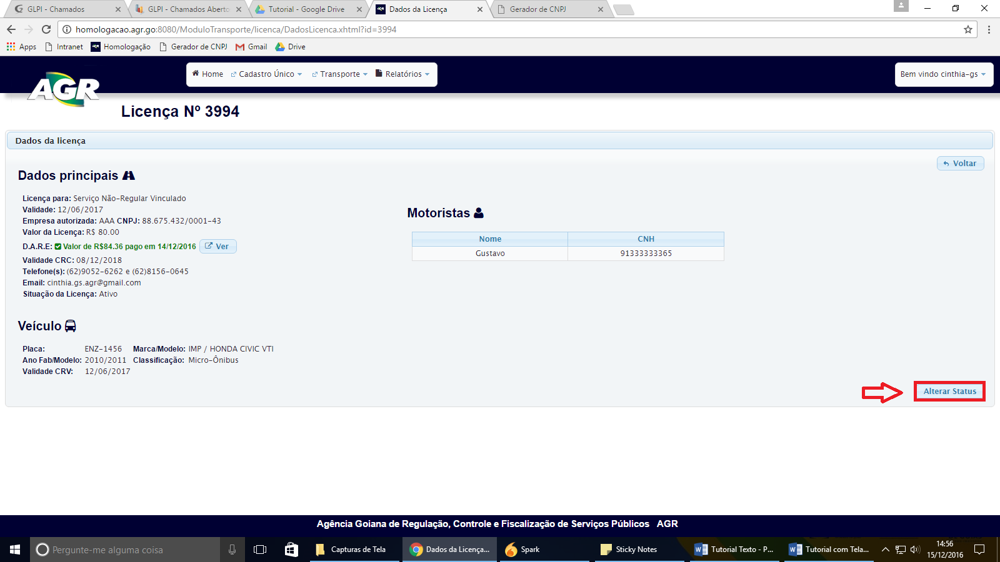 GLPI - Chamados
GLPI - Chamados Aberto
Tutorial - Google Drive
AGR Dados da Licença
Gerador de CNPJ
homologacao.agr.go:8080/ModuloTransporte/licenca/DadosLicenca.xhtml?id=3994
Apps Intranet AGR Homologação Gerador de CNPJ Gmail Drive
AGR
Home Cadastro Único Transporte Relatórios
Bem vindo cinthia-gs
Licença Nº 3994
Dados da licença
Voltar
Dados principais
Licença para: Serviço Não-Regular Vinculado
Validade: 12/06/2017
Empresa autorizada: AAA CNPJ: 88.675.432/0001-43
Valor da Licença: R$ 80.00
D.A.R.E: Valor de R$84.36 pago em 14/12/2016 Ver
Validade CRC: 08/12/2018
Telefone(s): (62)9052-6262 e (62)8156-0645
Email: cinthia.gs.agr@gmail.com
Situação da Licença: Ativo
Motoristas
Nome CNH
Gustavo 91333333365
Veículo
Placa: ENZ-1456 Marca/Modelo: IMP / HONDA CIVIC VTI
Ano Fab/Modelo: 2010/2011 Classificação: Micro-Ônibus
Validade CRV: 12/06/2017
Alterar Status
Agência Goiana de Regulação, Controle e Fiscalização de Serviços Públicos AGR
Pergunte-me alguma coisa
Capturas de Tela
Dados da Licença...
Spark
Sticky Notes
Tutorial Texto - P...
Tutorial com Tela...
14:56
15/12/2016